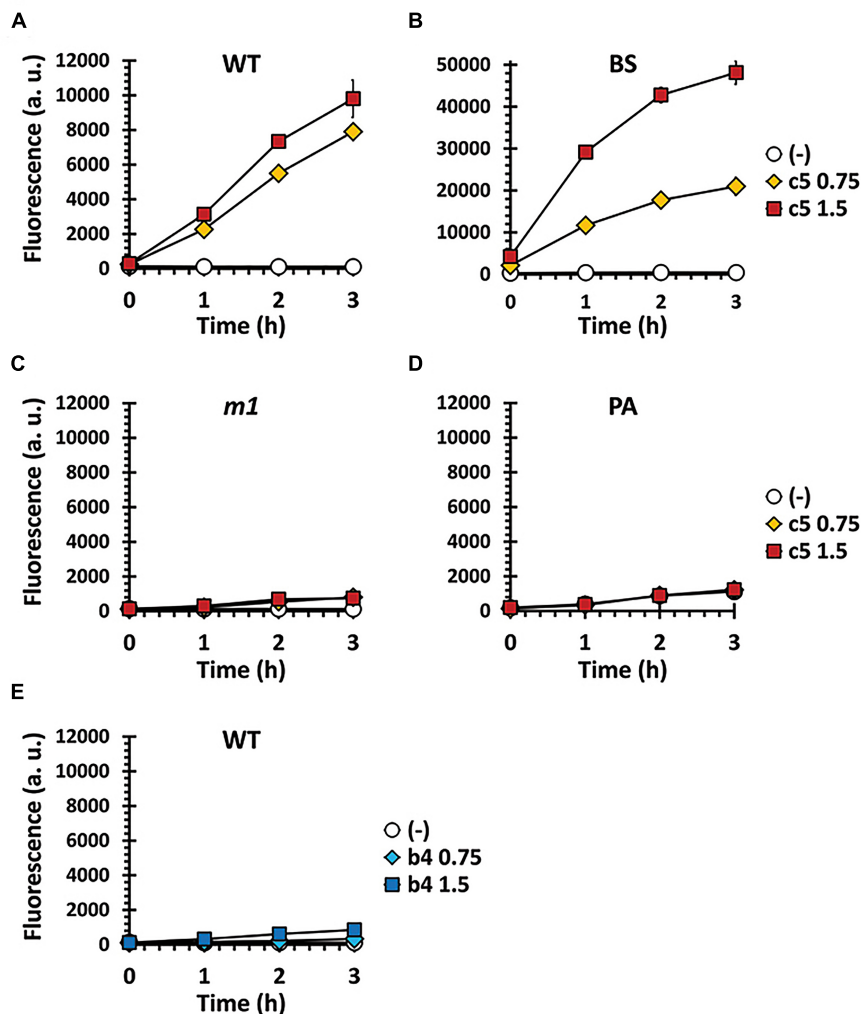 A
WT
Fluorescence (a. u.)
12000
10000
8000
6000
4000
2000
0
0 1 2 3
Time (h)
B
BS
50000
40000
30000
20000
10000
0
0 1 2 3
Time (h)
(-)
c5 0.75
c5 1.5
C
m1
Fluorescence (a. u.)
12000
10000
8000
6000
4000
2000
0
0 1 2 3
Time (h)
D
PA
12000
10000
8000
6000
4000
2000
0
0 1 2 3
Time (h)
(-)
c5 0.75
c5 1.5
E
WT
Fluorescence (a. u.)
12000
10000
8000
6000
4000
2000
0
0 1 2 3
Time (h)
(-)
b4 0.75
b4 1.5